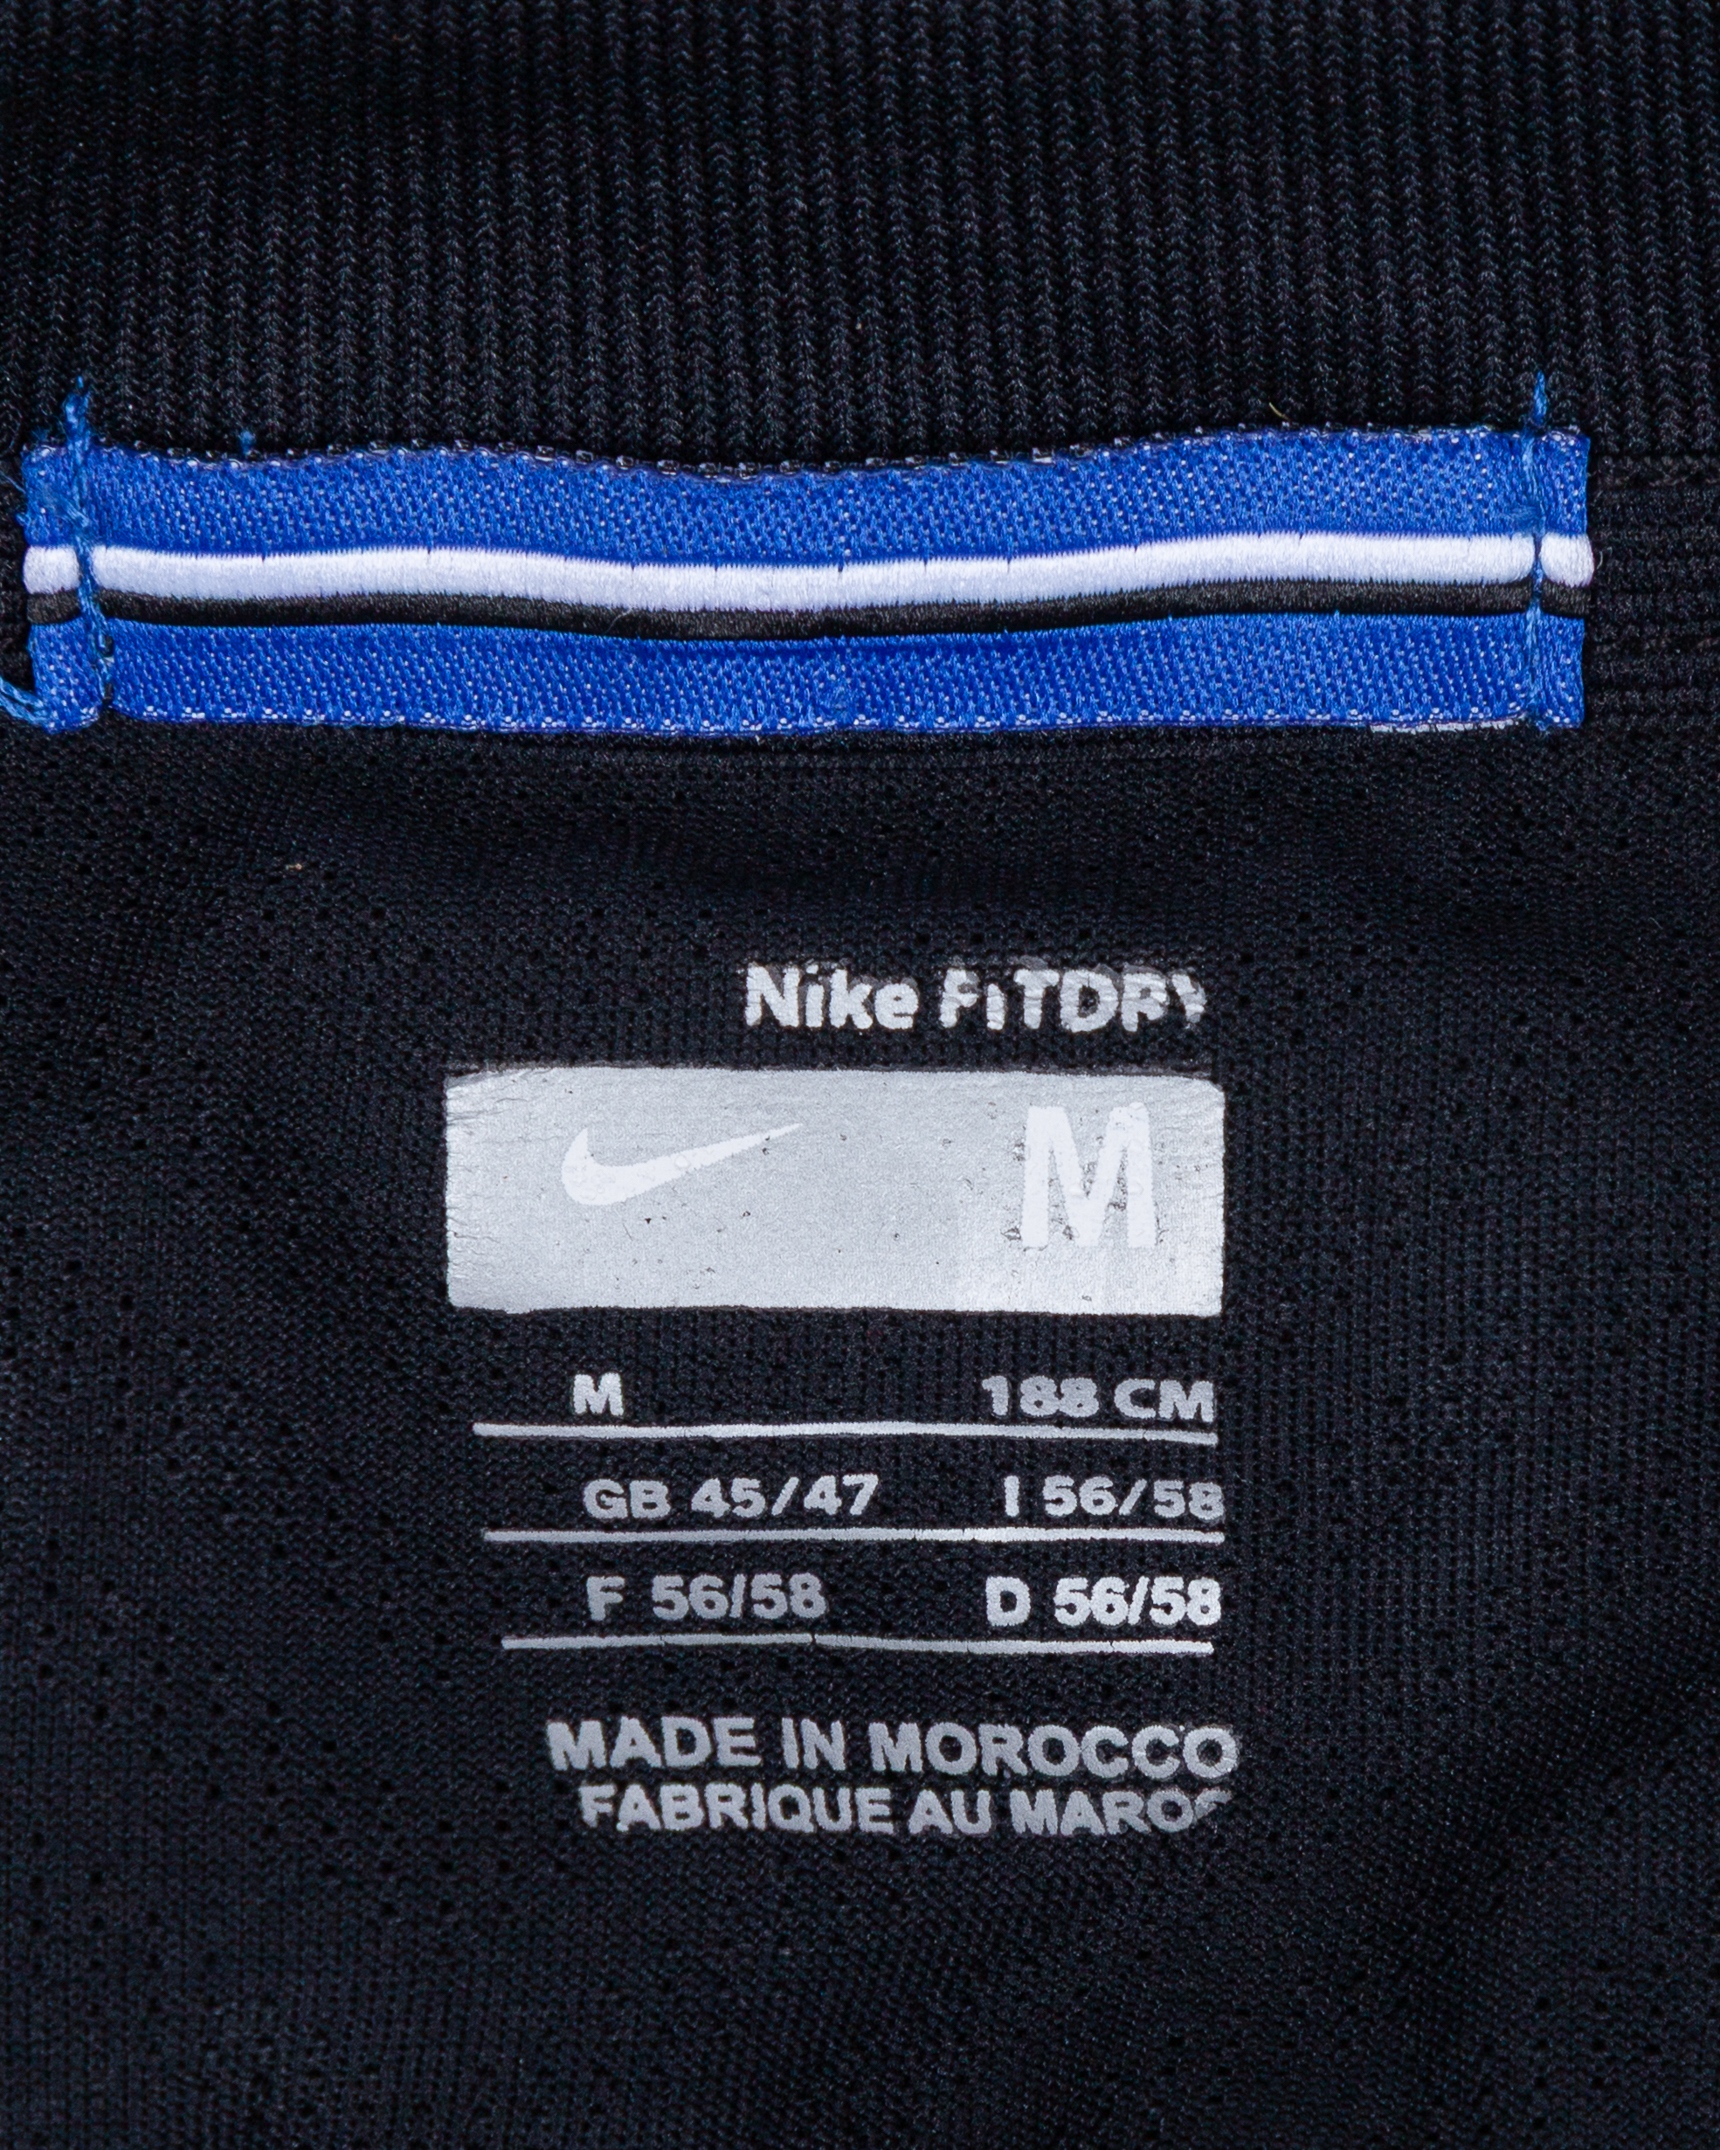 Nike FiTDRY
M
M 188 CM
GB 45/47 I 56/58
F 56/58 D 56/58
MADE IN MOROCCO
FABRIQUE AU MAROC